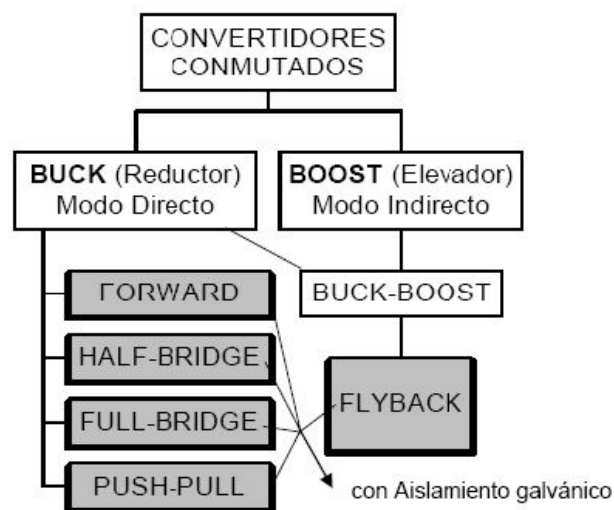 CONVERTIDORES
CONMUTADOS
BUCK (Reductor)
Modo Directo
BOOST (Elevador)
Modo Indirecto
FORWARD
BUCK-BOOST
HALF-BRIDGE
FULL-BRIDGE
FLYBACK
PUSH-PULL
con Aislamiento galvánico